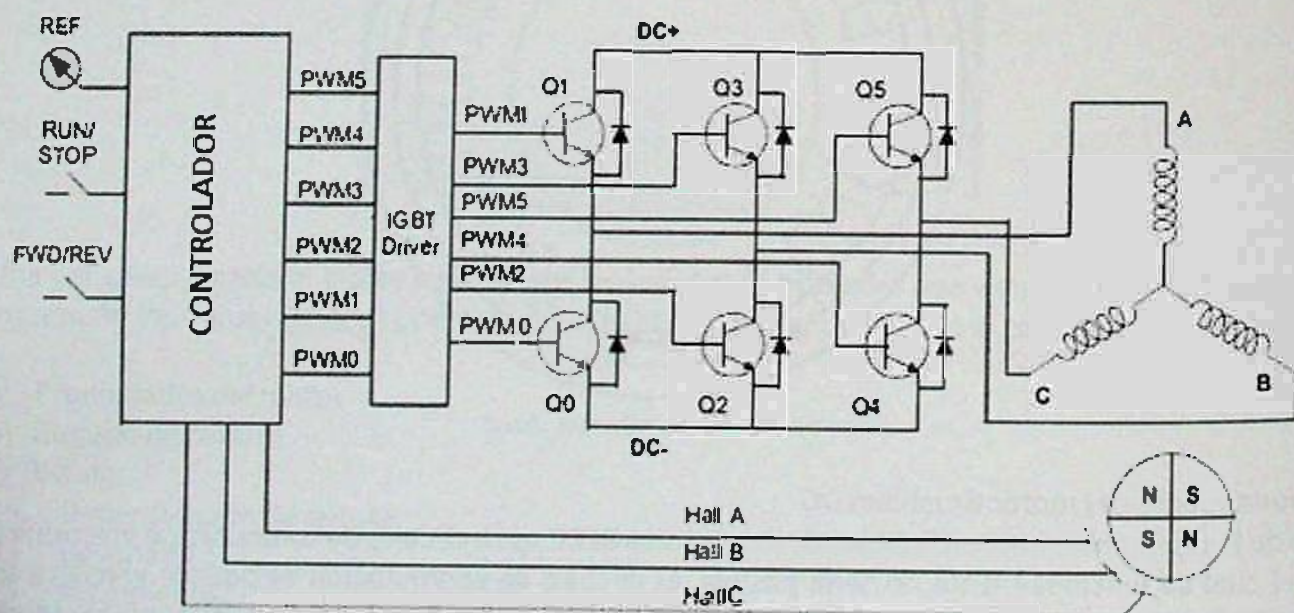 REF
RUN/
STOP
FWD/REV
CONTROLADOR
PWM5
PWM4
PWM3
PWM2
PWM1
PWM0
IGBT
Driver
PWM1
PWM3
PWM5
PWM4
PWM2
PWM0
DC+
Q1
Q3
Q5
Q0
Q2
Q4
DC-
A
C
B
Hall A
Hall B
Hall C
N S
S N